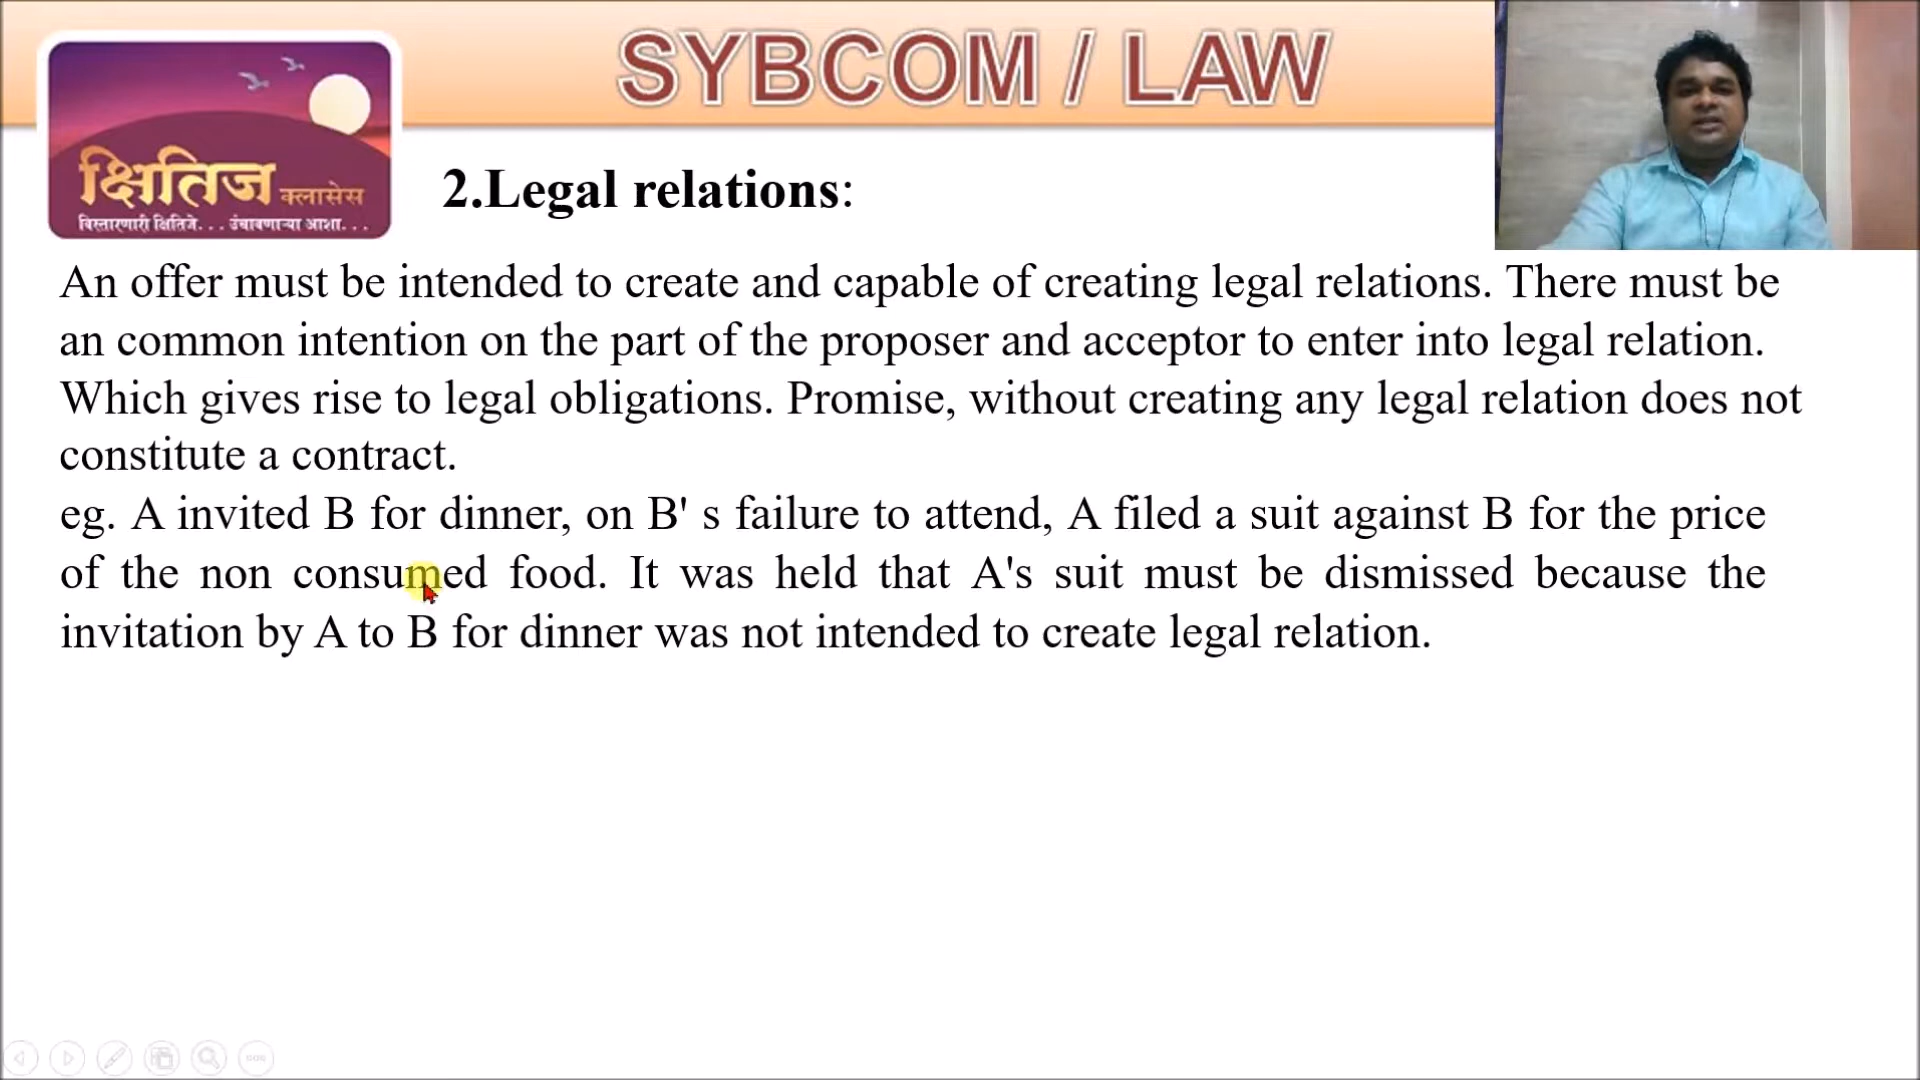 SYBCOM / LAW
क्षितिज क्लासेस
विस्तारणारी क्षितिजे... उंचावणाऱ्या आशा...
2.Legal relations:
An offer must be intended to create and capable of creating legal relations. There must be
an common intention on the part of the proposer and acceptor to enter into legal relation.
Which gives rise to legal obligations. Promise, without creating any legal relation does not
constitute a contract.
eg. A invited B for dinner, on B' s failure to attend, A filed a suit against B for the price
of the non consumed food. It was held that A's suit must be dismissed because the
invitation by A to B for dinner was not intended to create legal relation.